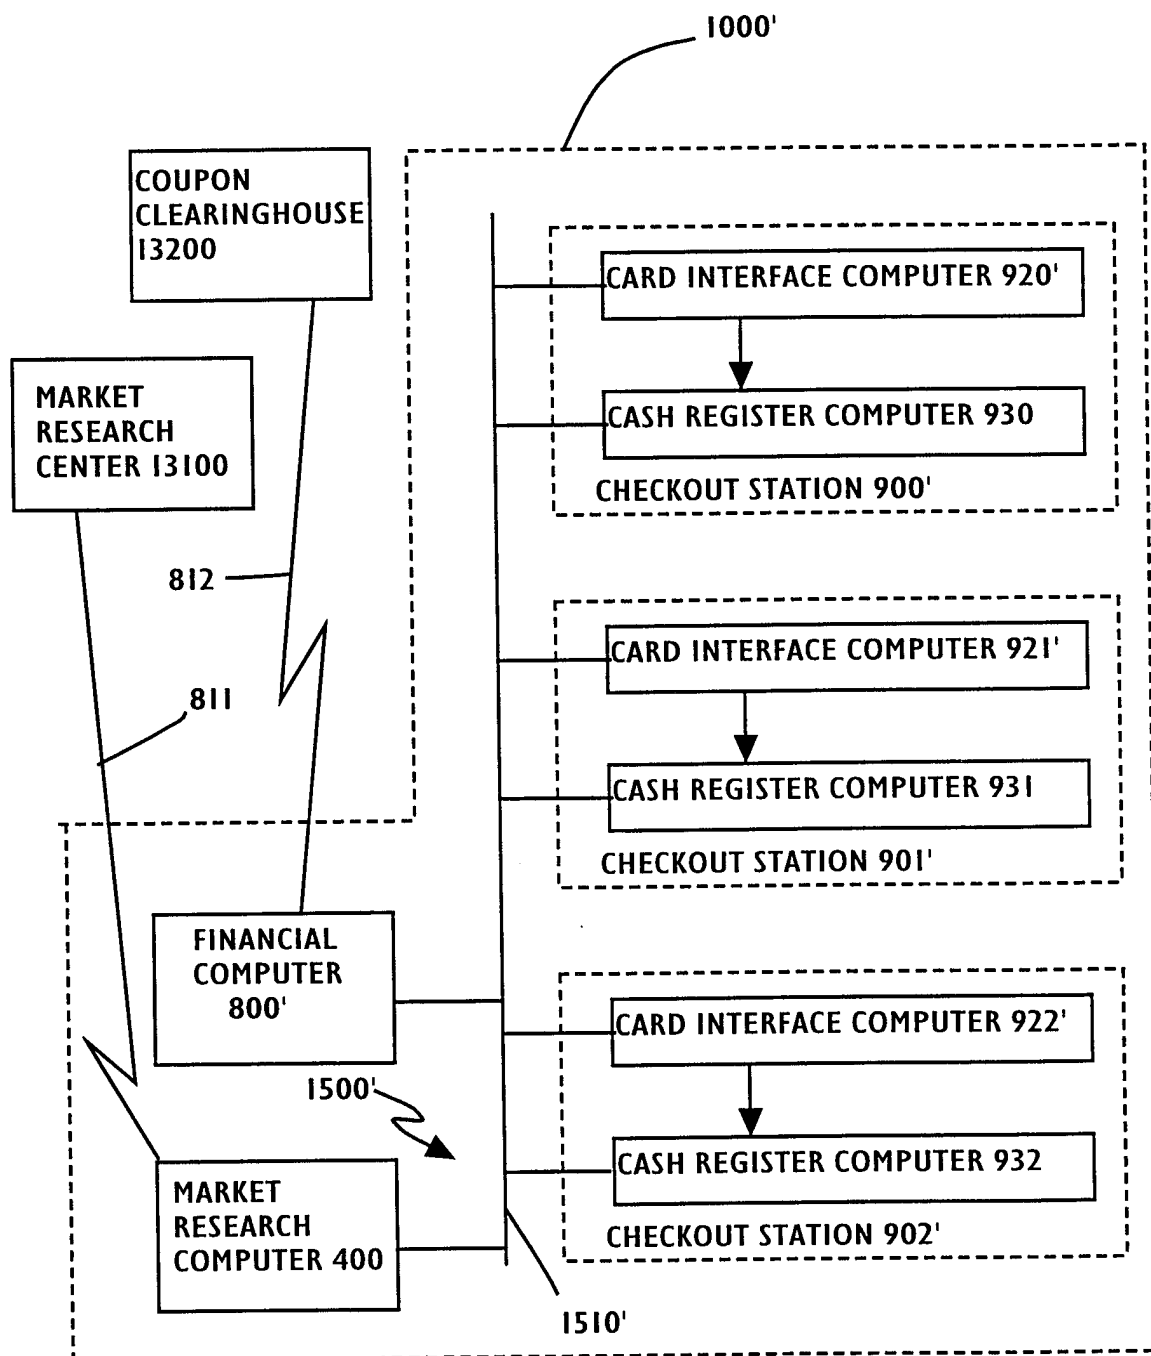 1000'
COUPON
CLEARINGHOUSE
13200
CARD INTERFACE COMPUTER 920'
MARKET
RESEARCH
CENTER 13100
CASH REGISTER COMPUTER 930
CHECKOUT STATION 900'
812
811
CARD INTERFACE COMPUTER 921'
CASH REGISTER COMPUTER 931
CHECKOUT STATION 901'
FINANCIAL
COMPUTER
800'
CARD INTERFACE COMPUTER 922'
1500'
CASH REGISTER COMPUTER 932
MARKET
RESEARCH
COMPUTER 400
CHECKOUT STATION 902'
1510'